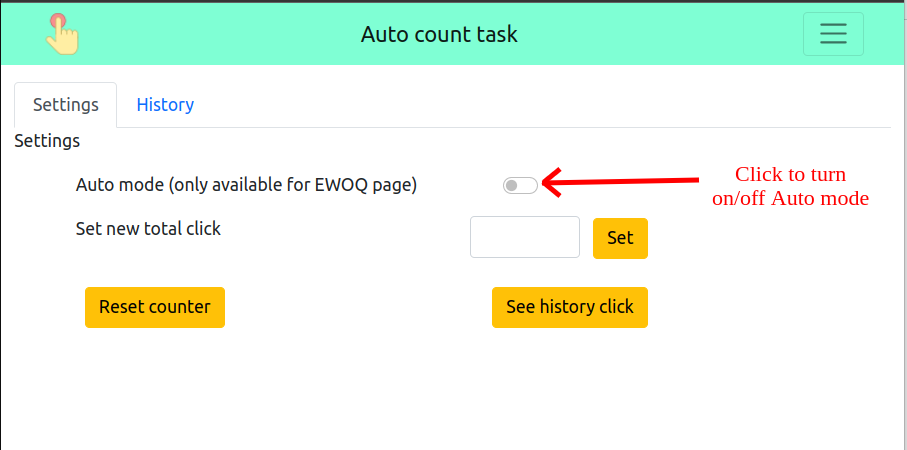 Auto count task
Settings
History
Settings
Auto mode (only available for EWOQ page)
Click to turn
on/off Auto mode
Set new total click
Set
Reset counter
See history click